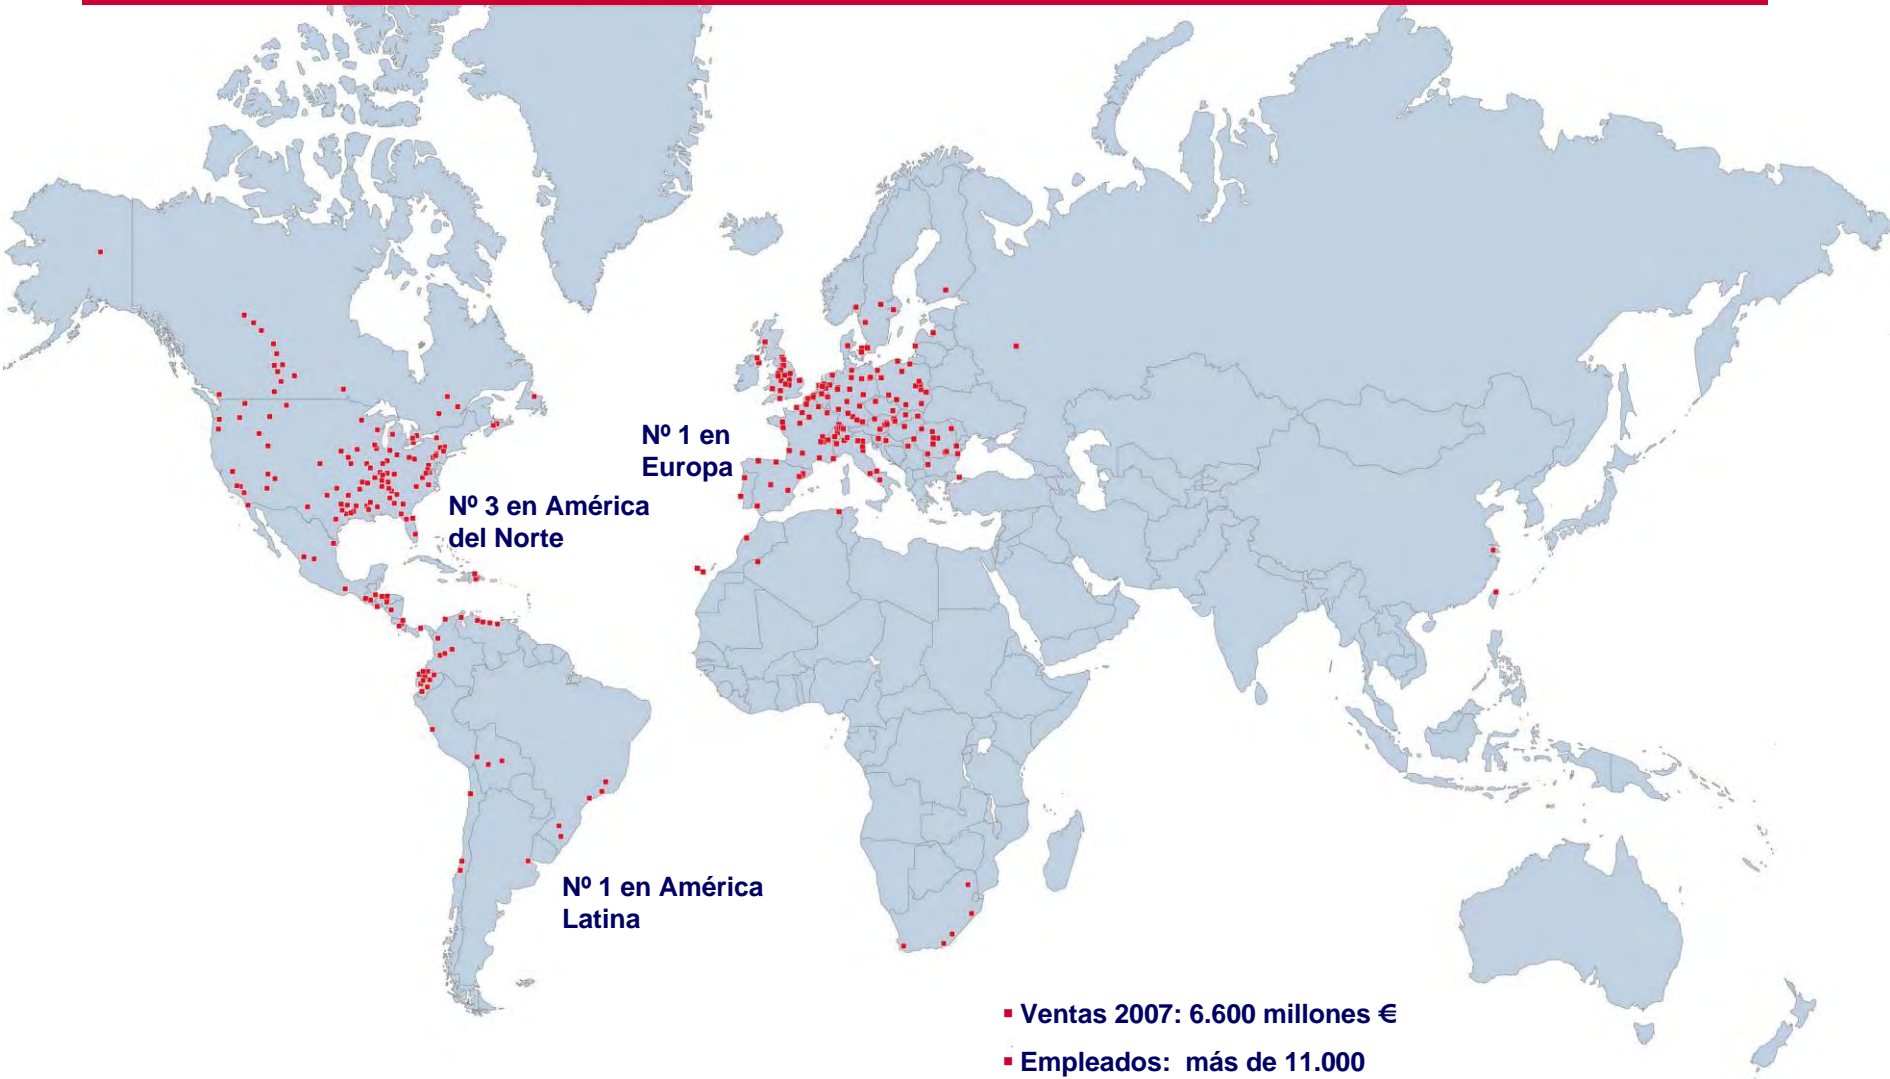 Nº 1 en
Europa
Nº 3 en América
del Norte
Nº 1 en América
Latina
Ventas 2007: 6.600 millones €
Empleados: más de 11.000